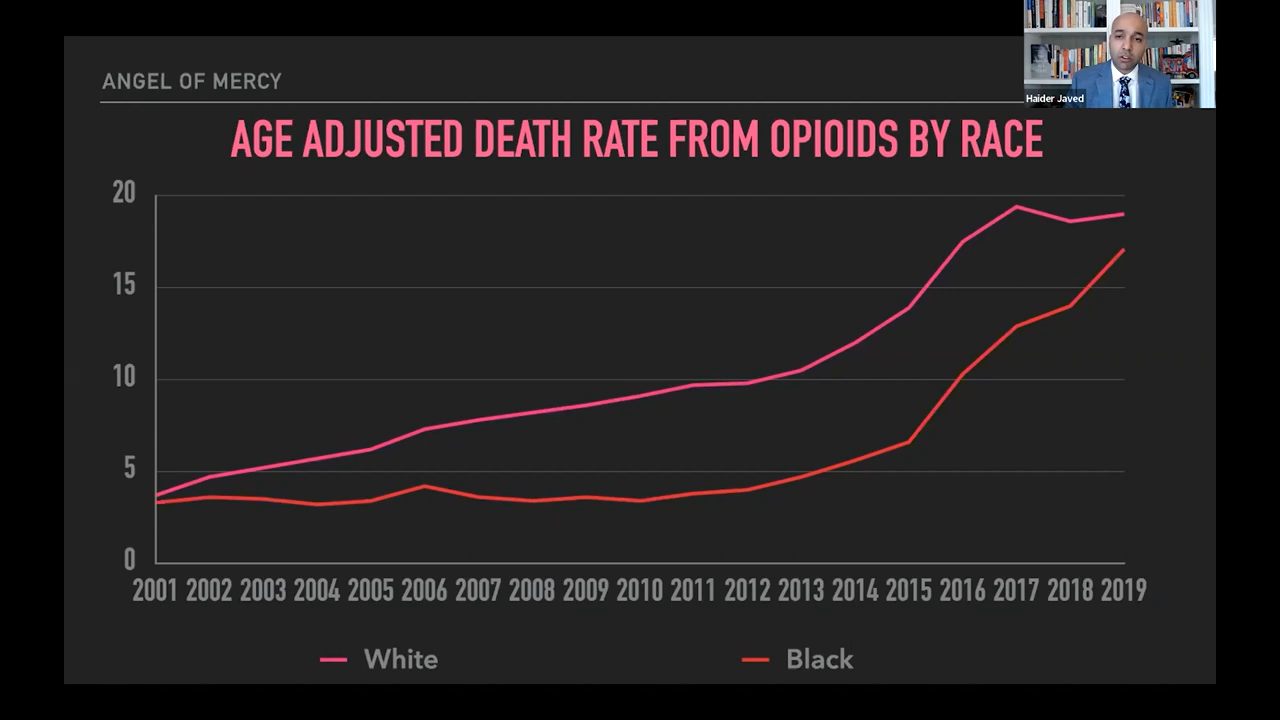 ANGEL OF MERCY
Haider Javed
AGE ADJUSTED DEATH RATE FROM OPIOIDS BY RACE
20
15
10
5
0
2001 2002 2003 2004 2005 2006 2007 2008 2009 2010 2011 2012 2013 2014 2015 2016 2017 2018 2019
White Black